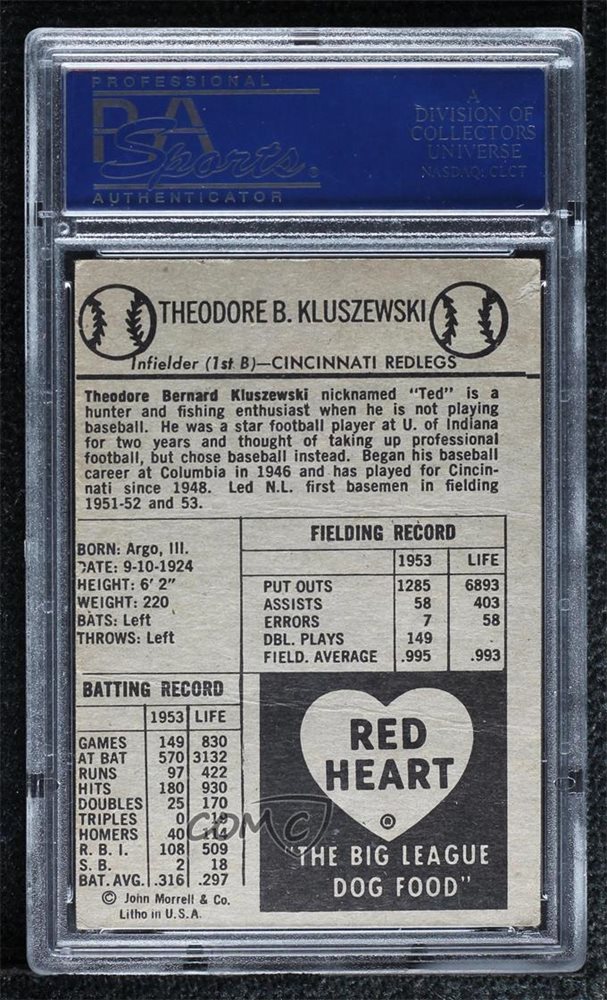 PROFESSIONAL
PSA
Sports
AUTHENTICATOR
A
DIVISION OF
COLLECTORS
UNIVERSE
NASDAQ: CLCT
THEODORE B. KLUSZEWSKI
Infielder (1st B)—CINCINNATI REDLEGS
Theodore Bernard Kluszewski nicknamed "Ted" is a
hunter and fishing enthusiast when he is not playing
baseball. He was a star football player at U. of Indiana
for two years and thought of taking up professional
football, but chose baseball instead. Began his baseball
career at Columbia in 1946 and has played for Cincin-
nati since 1948. Led N.L. first basemen in fielding
1951-52 and 53.
BORN: Argo, Ill.
DATE: 9-10-1924
HEIGHT: 6' 2"
WEIGHT: 220
BATS: Left
THROWS: Left
FIELDING RECORD
1953 LIFE
PUT OUTS 1285 6893
ASSISTS 58 403
ERRORS 7 58
DBL. PLAYS 149
FIELD. AVERAGE .995 .993
BATTING RECORD
1953 LIFE
GAMES 149 830
AT BAT 570 3132
RUNS 97 422
HITS 180 930
DOUBLES 25 170
TRIPLES 0
HOMERS 40 114
R. B. I. 108 509
S. B. 2 18
BAT. AVG. .316 .297
© John Morrell & Co.
Litho in U.S.A.
RED
HEART
®
"THE BIG LEAGUE
DOG FOOD"
COMC